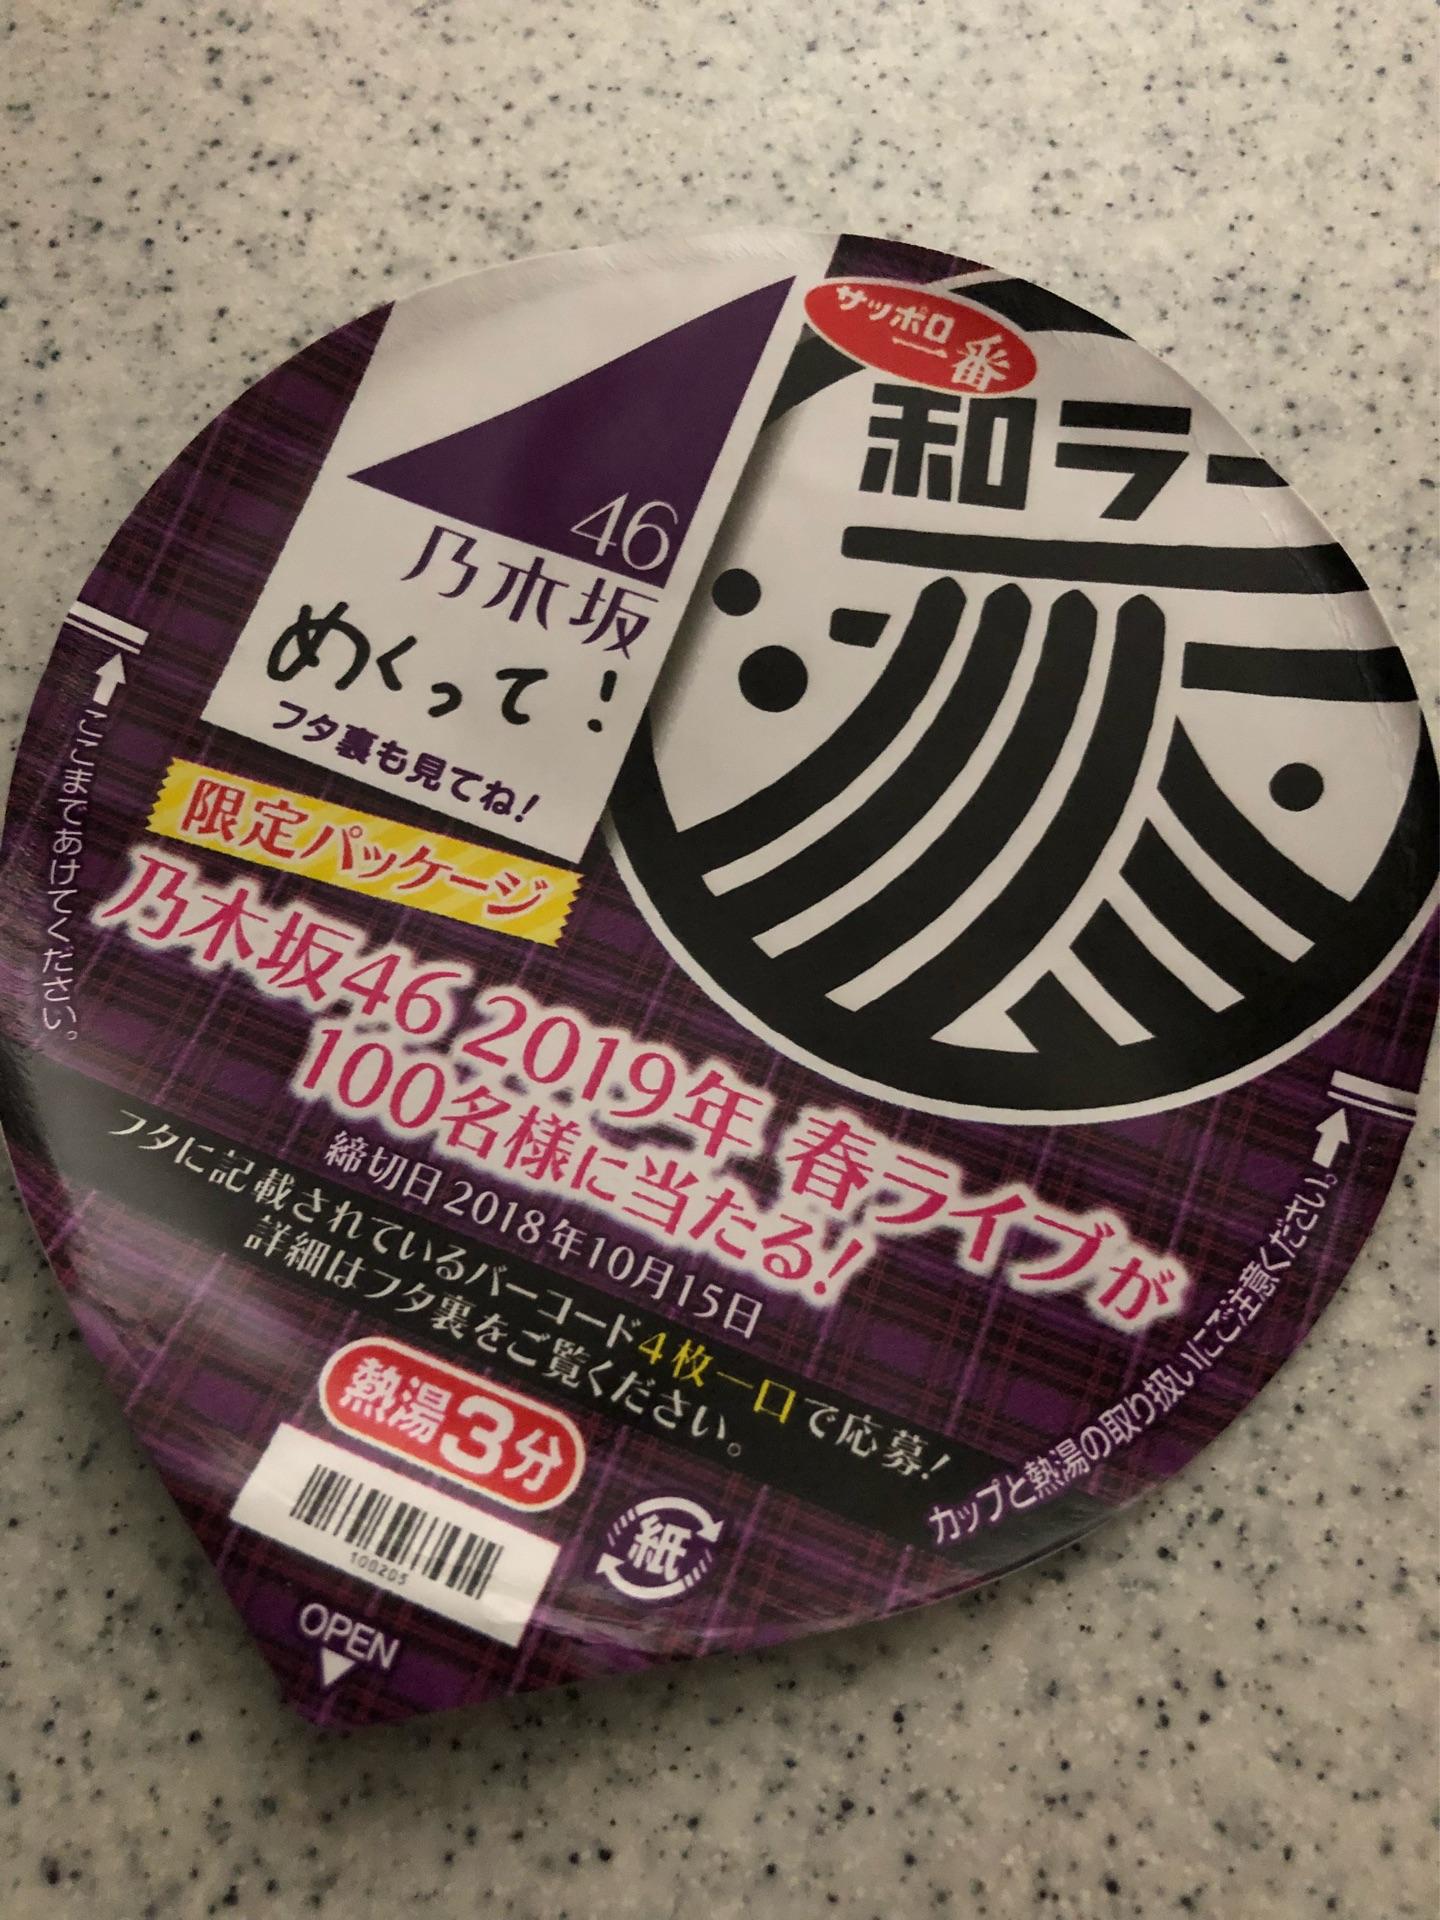 サッポロ
一番
和ラー
46
乃木坂
めくって!
フタ裏も見てね!
限定パッケージ
乃木坂46 2019年 春ライブが
100名様に当たる!
締切日2018年10月15日
フタに記載されているバーコード4枚一口で応募!
詳細はフタ裏をご覧ください。
熱湯3分
100205
紙
OPEN
ここまであけてください。
カップと熱湯の取り扱いにご注意ください。